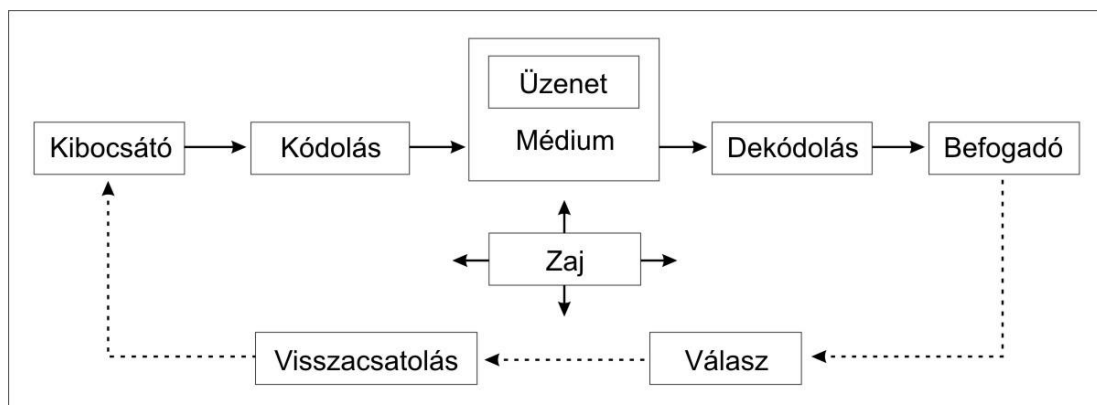 Üzenet
Kibocsátó
Kódolás
Médium
Dekódolás
Befogadó
Zaj
Visszacsatolás
Válasz